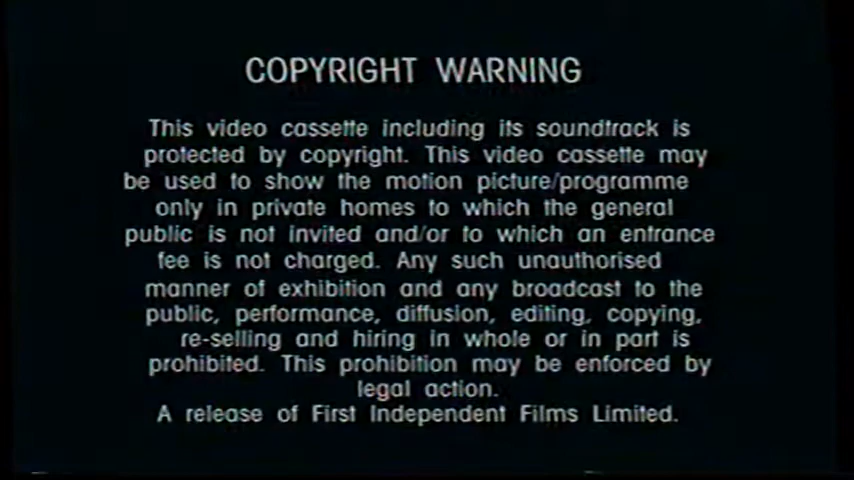 COPYRIGHT WARNING
This video cassette including its soundtrack is
protected by copyright. This video cassette may
be used to show the motion picture/programme
only in private homes to which the general
public is not invited and/or to which an entrance
fee is not charged. Any such unauthorised
manner of exhibition and any broadcast to the
public, performance, diffusion, editing, copying,
re-selling and hiring in whole or in part is
prohibited. This prohibition may be enforced by
legal action.
A release of First Independent Films Limited.